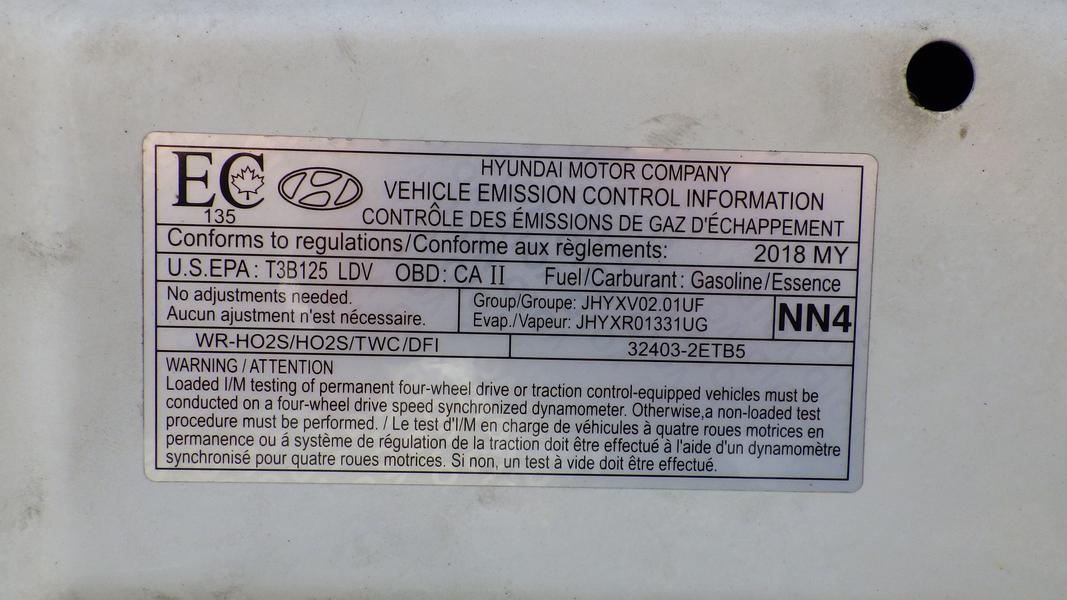 EC
135
HYUNDAI MOTOR COMPANY
VEHICLE EMISSION CONTROL INFORMATION
CONTRÔLE DES ÉMISSIONS DE GAZ D'ÉCHAPPEMENT
Conforms to regulations/Conforme aux règlements: 2018 MY
U.S.EPA: T3B125 LDV OBD: CA II Fuel/Carburant: Gasoline/Essence
No adjustments needed.
Aucun ajustment n'est nécessaire.
Group/Groupe: JHYXV02.01UF
Evap./Vapeur: JHYXR01331UG
NN4
WR-HO2S/HO2S/TWC/DFI
32403-2ETB5
WARNING / ATTENTION
Loaded I/M testing of permanent four-wheel drive or traction control-equipped vehicles must be
conducted on a four-wheel drive speed synchronized dynamometer. Otherwise,a non-loaded test
procedure must be performed. / Le test d'I/M en charge de véhicules à quatre roues motrices en
permanence ou á système de régulation de la traction doit être effectué à l'aide d'un dynamomètre
synchronisé pour quatre roues motrices. Si non, un test à vide doit être effectué.